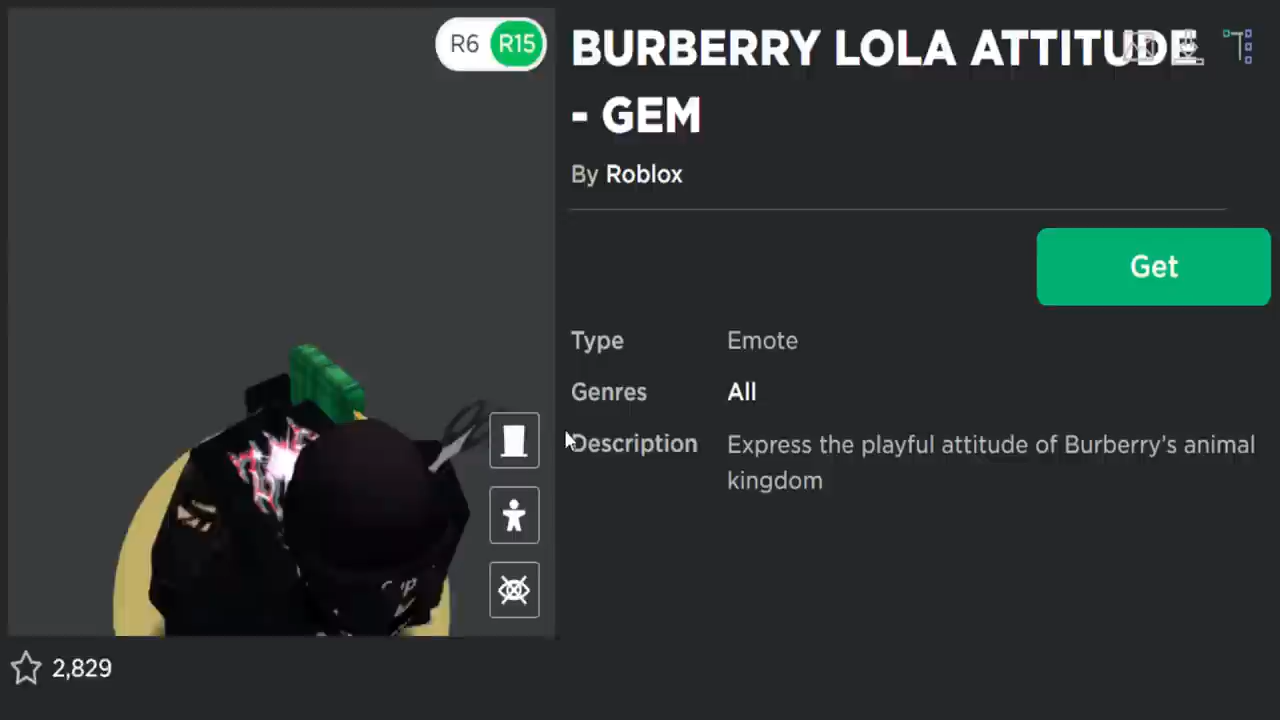 R6 R15
BURBERRY LOLA ATTITUDE
- GEM
By Roblox
Get
Type Emote
Genres All
Description Express the playful attitude of Burberry's animal
kingdom
2,829